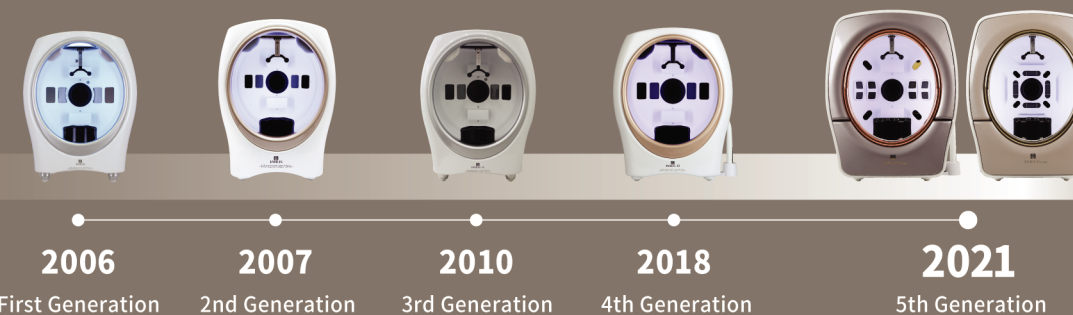 2006
2007
2010
2018
2021
First Generation
2nd Generation
3rd Generation
4th Generation
5th Generation